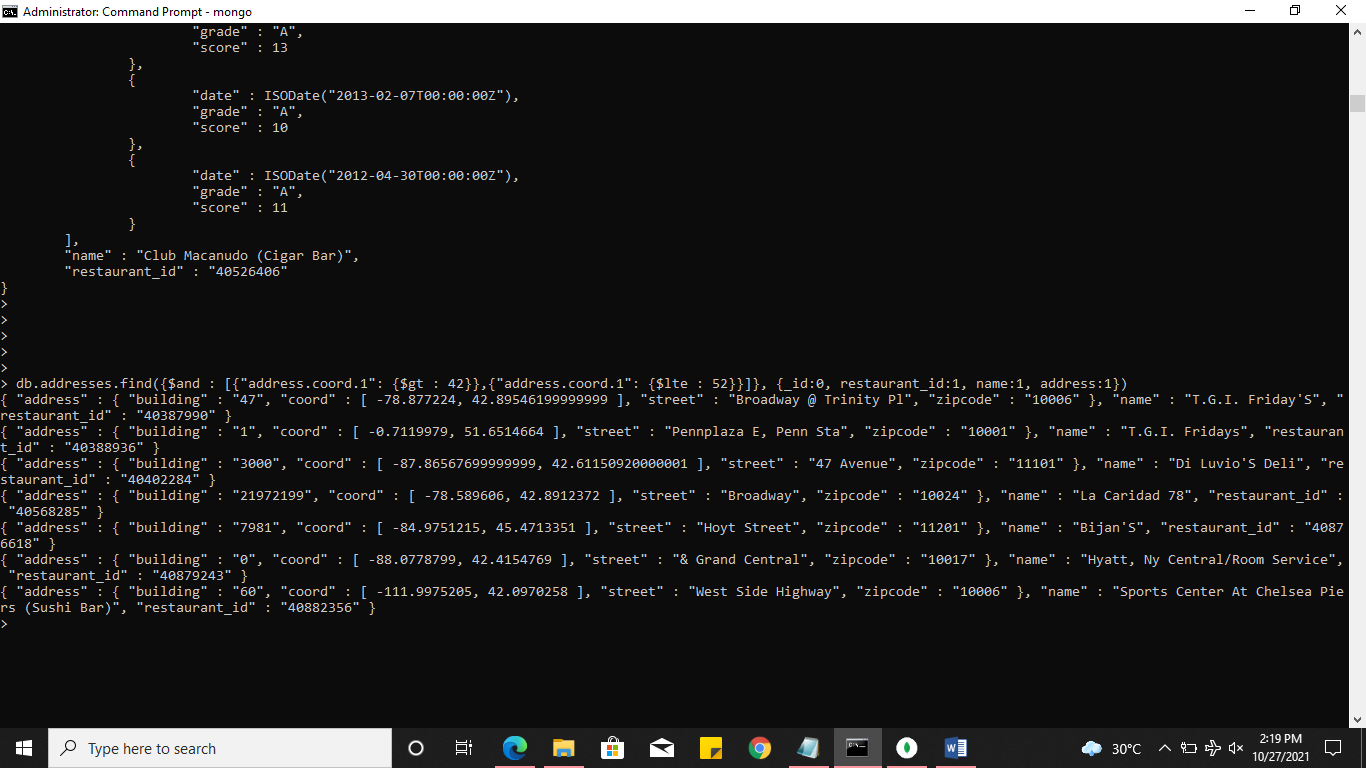 Administrator: Command Prompt - mongo
"grade" : "A",
"score" : 13
},
{
"date" : ISODate("2013-02-07T00:00:00Z"),
"grade" : "A",
"score" : 10
},
{
"date" : ISODate("2012-04-30T00:00:00Z"),
"grade" : "A",
"score" : 11
}
],
"name" : "Club Macanudo (Cigar Bar)",
"restaurant_id" : "40526406"
}
>
>
>
>
>
> db.addresses.find({$and : [{"address.coord.1": {$gt : 42}},{"address.coord.1": {$lte : 52}}]}, {_id:0, restaurant_id:1, name:1, address:1})
{ "address" : { "building" : "47", "coord" : [ -78.877224, 42.89546199999999 ], "street" : "Broadway @ Trinity Pl", "zipcode" : "10006" }, "name" : "T.G.I. Friday'S", "
restaurant_id" : "40387990" }
{ "address" : { "building" : "1", "coord" : [ -0.7119979, 51.6514664 ], "street" : "Pennplaza E, Penn Sta", "zipcode" : "10001" }, "name" : "T.G.I. Fridays", "restauran
t_id" : "40388936" }
{ "address" : { "building" : "3000", "coord" : [ -87.86567699999999, 42.61150920000001 ], "street" : "47 Avenue", "zipcode" : "11101" }, "name" : "Di Luvio'S Deli", "re
staurant_id" : "40402284" }
{ "address" : { "building" : "21972199", "coord" : [ -78.589606, 42.8912372 ], "street" : "Broadway", "zipcode" : "10024" }, "name" : "La Caridad 78", "restaurant_id" :
"40568285" }
{ "address" : { "building" : "7981", "coord" : [ -84.9751215, 45.4713351 ], "street" : "Hoyt Street", "zipcode" : "11201" }, "name" : "Bijan'S", "restaurant_id" : "4087
6618" }
{ "address" : { "building" : "0", "coord" : [ -88.0778799, 42.4154769 ], "street" : "& Grand Central", "zipcode" : "10017" }, "name" : "Hyatt, Ny Central/Room Service",
"restaurant_id" : "40879243" }
{ "address" : { "building" : "60", "coord" : [ -111.9975205, 42.0970258 ], "street" : "West Side Highway", "zipcode" : "10006" }, "name" : "Sports Center At Chelsea Pie
rs (Sushi Bar)", "restaurant_id" : "40882356" }
>
Type here to search
30°C
2:19 PM
10/27/2021